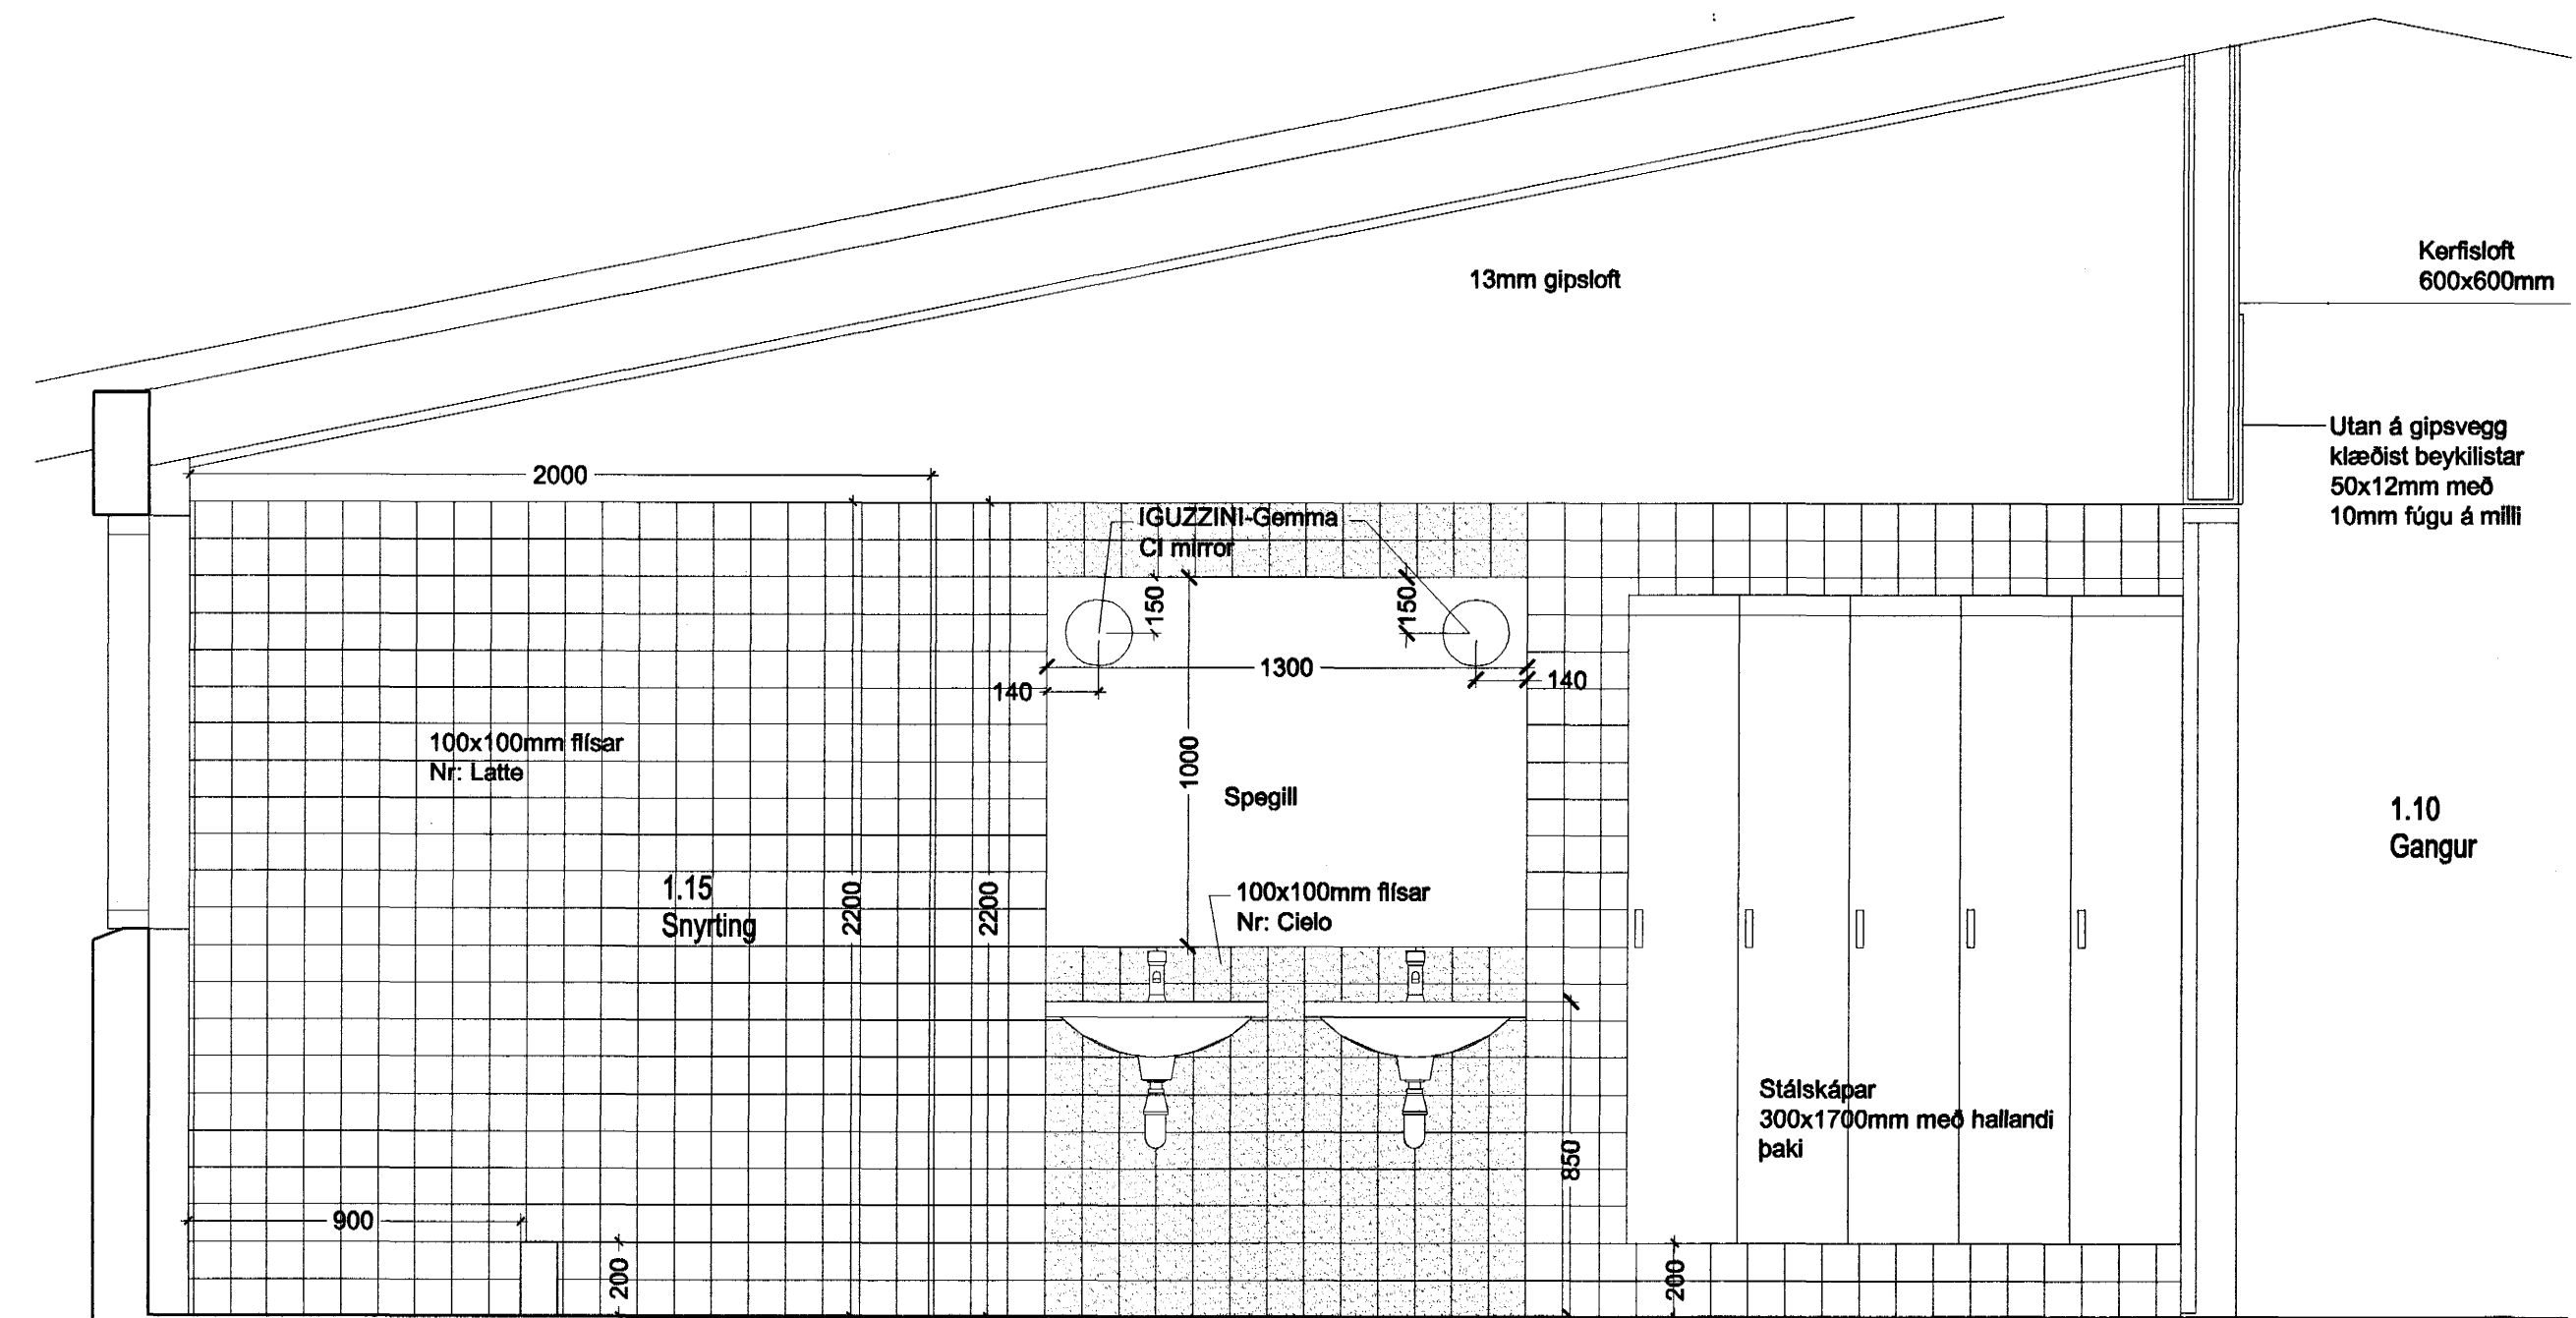 13mm gipsloft
Kerfisloft
600x600mm
Utan á gipsvegg
klæðist beykilistar
50x12mm með
10mm fúgu á milli
2000
IGUZZINI-Gemma
CI mirror
150
150
1300
140
140
100x100mm flísar
Nr: Latte
1000
Spegill
1.10
Gangur
1.15
Snyrting
2200
2200
100x100mm flísar
Nr: Cielo
Stálskápar
300x1700mm með hallandi
þaki
850
900
200
200